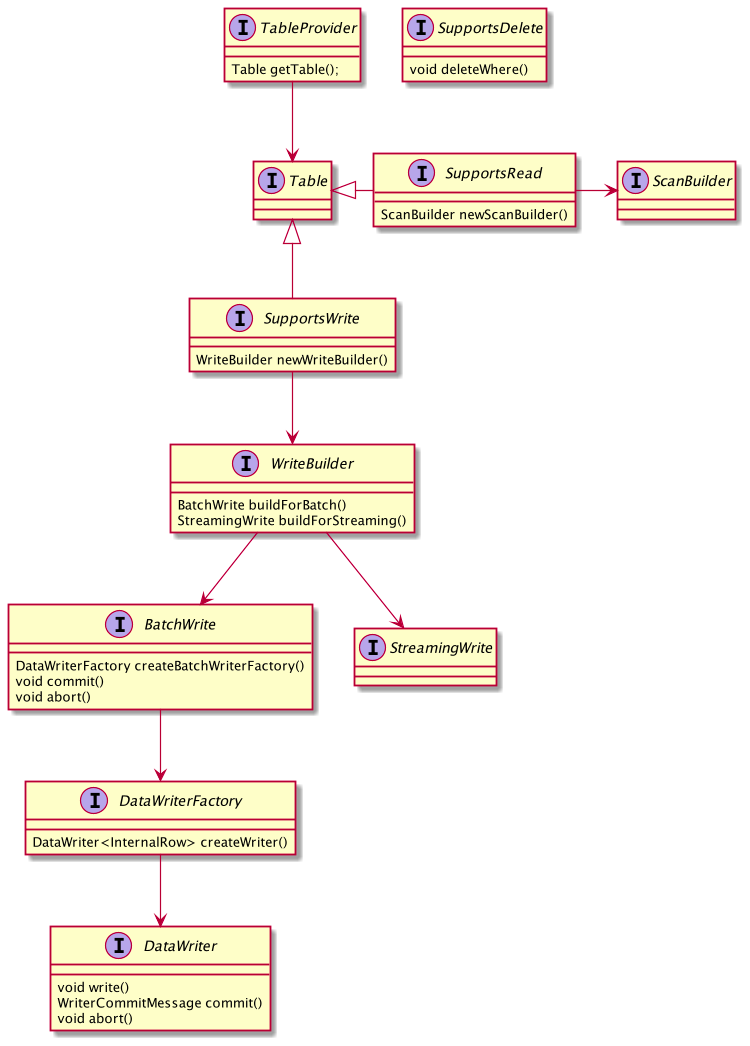 I TableProvider
Table getTable();
I SupportsDelete
void deleteWhere()
I Table
I SupportsRead
ScanBuilder newScanBuilder()
I ScanBuilder
I SupportsWrite
WriteBuilder newWriteBuilder()
I WriteBuilder
BatchWrite buildForBatch()
StreamingWrite buildForStreaming()
I BatchWrite
DataWriterFactory createBatchWriterFactory()
void commit()
void abort()
I StreamingWrite
I DataWriterFactory
DataWriter<InternalRow> createWriter()
I DataWriter
void write()
WriterCommitMessage commit()
void abort()